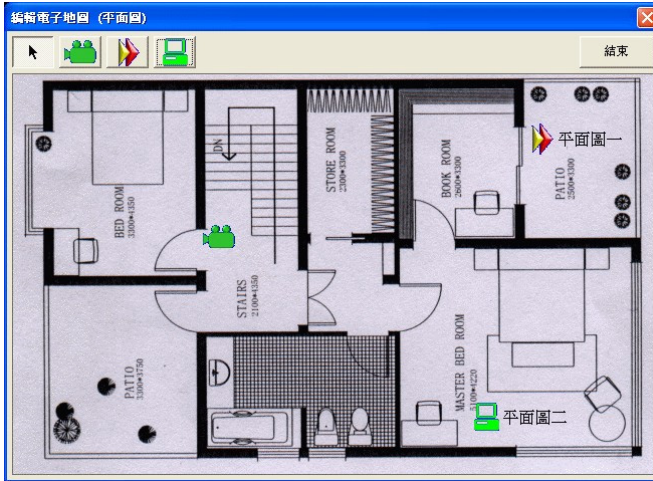 編輯電子地圖 (平面圖)
結束
DN
STORE ROOM
2300*3300
BOOK ROOM
2600*3300
平面圖一
PATIO
2500*3300
BED ROOM
3300*4350
STAIRS
2100*4350
PATIO
3300*3750
MASTER BED ROOM
5100*4220
平面圖二